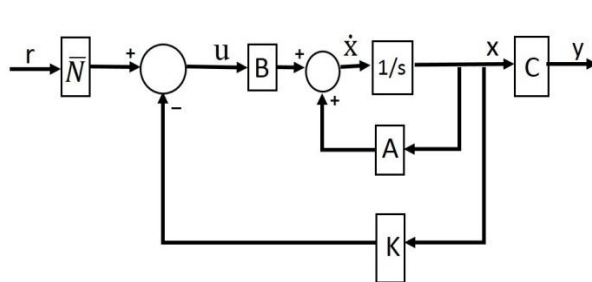 r N̅ + − u B + + ẋ 1/s x C y
A
K